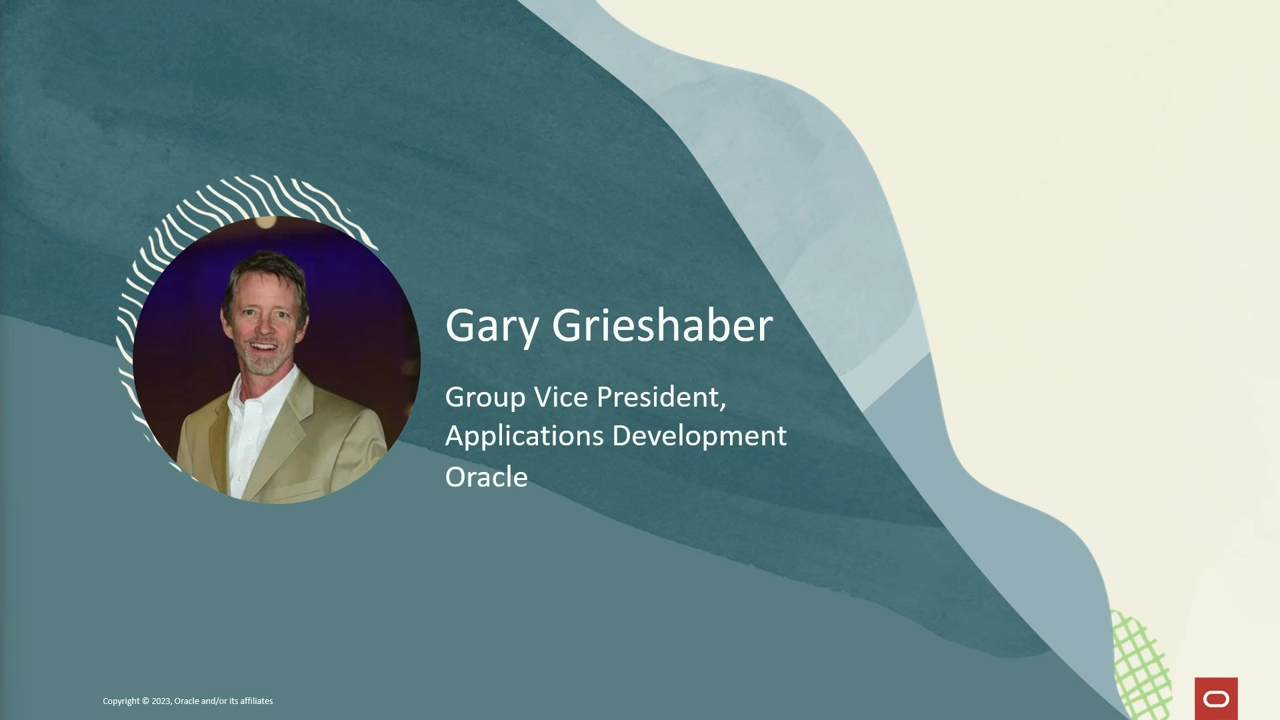 Gary Grieshaber
Group Vice President,
Applications Development
Oracle
Copyright © 2023, Oracle and/or its affiliates